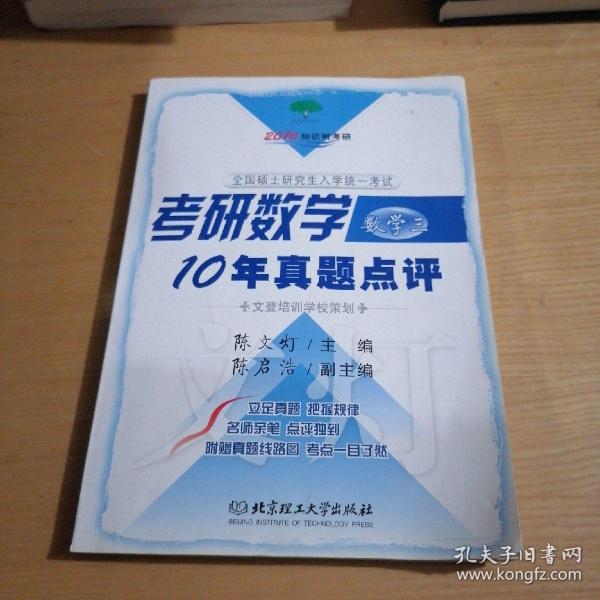 2010知识树考研
全国硕士研究生入学统一考试
考研数学 数学三
10年真题点评
文登培训学校策划
陈文灯/主编
陈启浩/副主编
立足真题 把握规律
名师亲笔 点评独到
附赠真题线路图 考点一目了然
北京理工大学出版社
BEIJING INSTITUTE OF TECHNOLOGY PRESS
孔夫子旧书网
www.kongfz.com